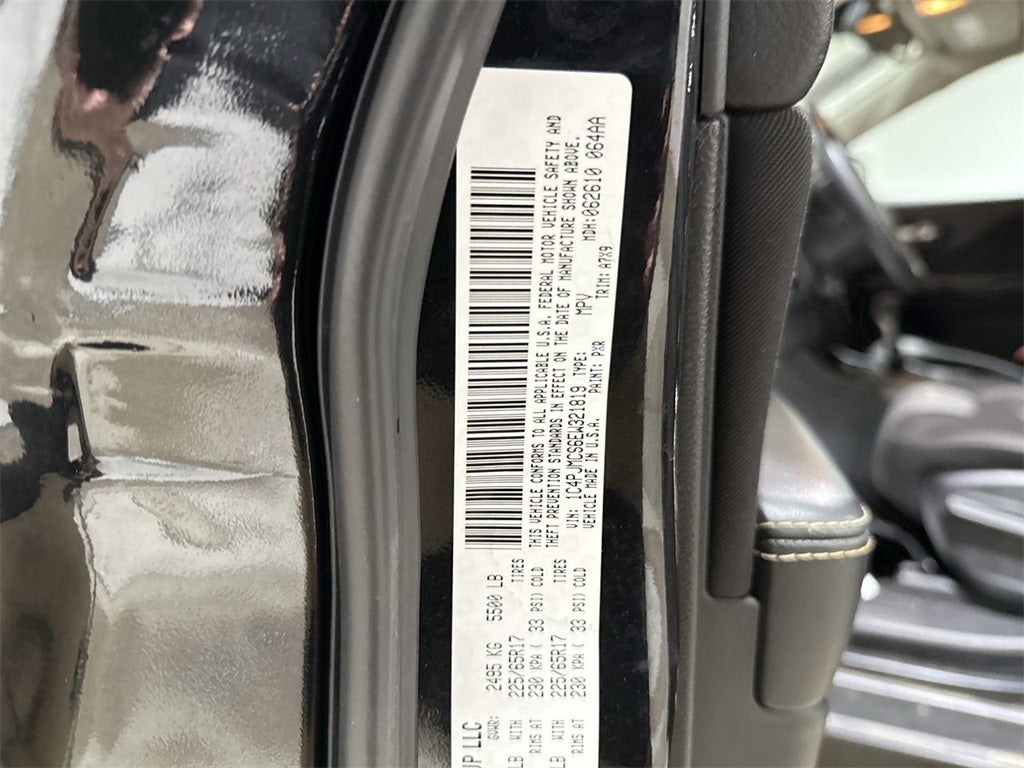 UP LLC
GVWR: 2495 KG 5500 LB
LB WITH 225/65R17 TIRES
RIMS AT 230 KPA ( 33 PSI) COLD
LB WITH 225/65R17 TIRES
RIMS AT 230 KPA ( 33 PSI) COLD
THIS VEHICLE CONFORMS TO ALL APPLICABLE U.S.A. FEDERAL MOTOR VEHICLE SAFETY AND
THEFT PREVENTION STANDARDS IN EFFECT ON THE DATE OF MANUFACTURE SHOWN ABOVE.
VIN: 1C4PJMCS6EW321819 TYPE: MPV MDH:062610 064AA
VEHICLE MADE IN U.S.A. PAINT: PXR TRIM: A7X9